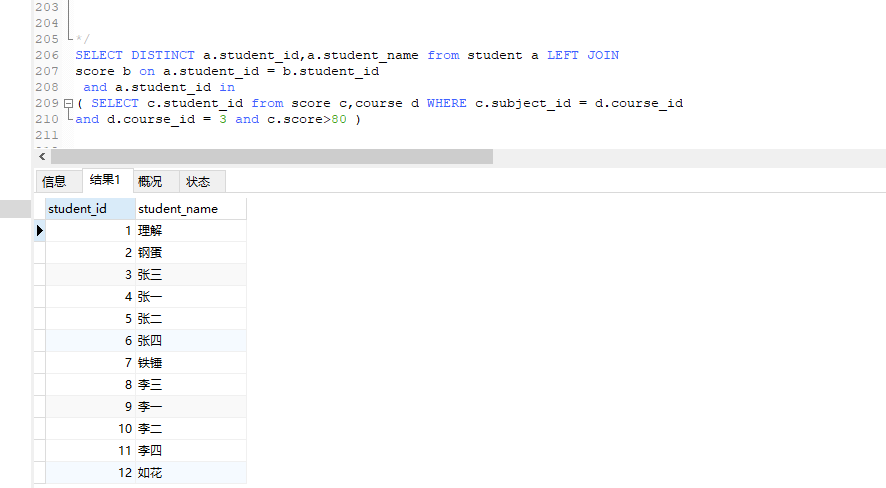 203
204
205 */
206 SELECT DISTINCT a.student_id,a.student_name from student a LEFT JOIN
207 score b on a.student_id = b.student_id
208 and a.student_id in
209 ( SELECT c.student_id from score c,course d WHERE c.subject_id = d.course_id
210 and d.course_id = 3 and c.score>80 )
211
信息 结果1 概况 状态
student_id student_name
1 理解
2 钢蛋
3 张三
4 张一
5 张二
6 张四
7 铁锤
8 李三
9 李一
10 李二
11 李四
12 如花